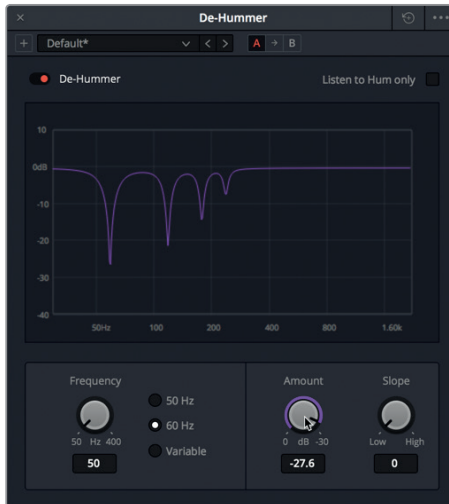 De-Hummer
Default*
A B
De-Hummer Listen to Hum only
10
0dB
-10
-20
-30
-40
50Hz 100 200 400 800 1.60k
Frequency Amount Slope
50 Hz
60 Hz
Variable
50 Hz 400 0 dB -30 Low High
50 -27.6 0